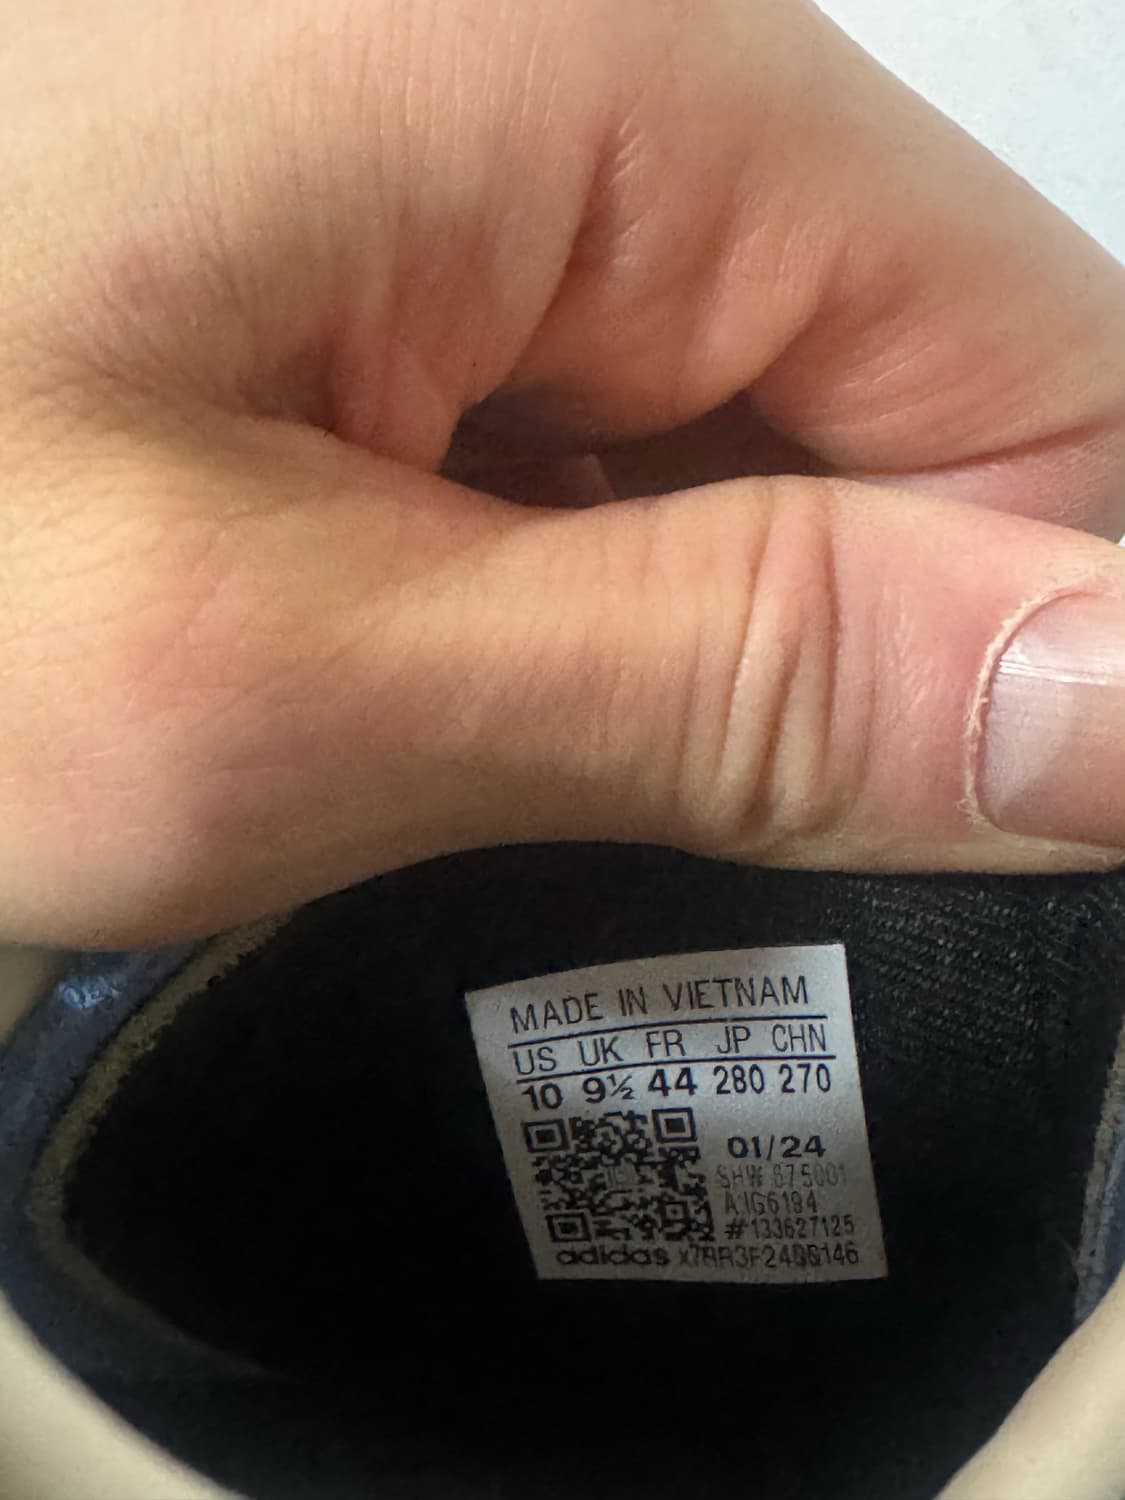 MADE IN VIETNAM
US UK FR JP CHN
10 9½ 44 280 270
01/24
SHW 675001
A:IG6194
#133627125
adidas